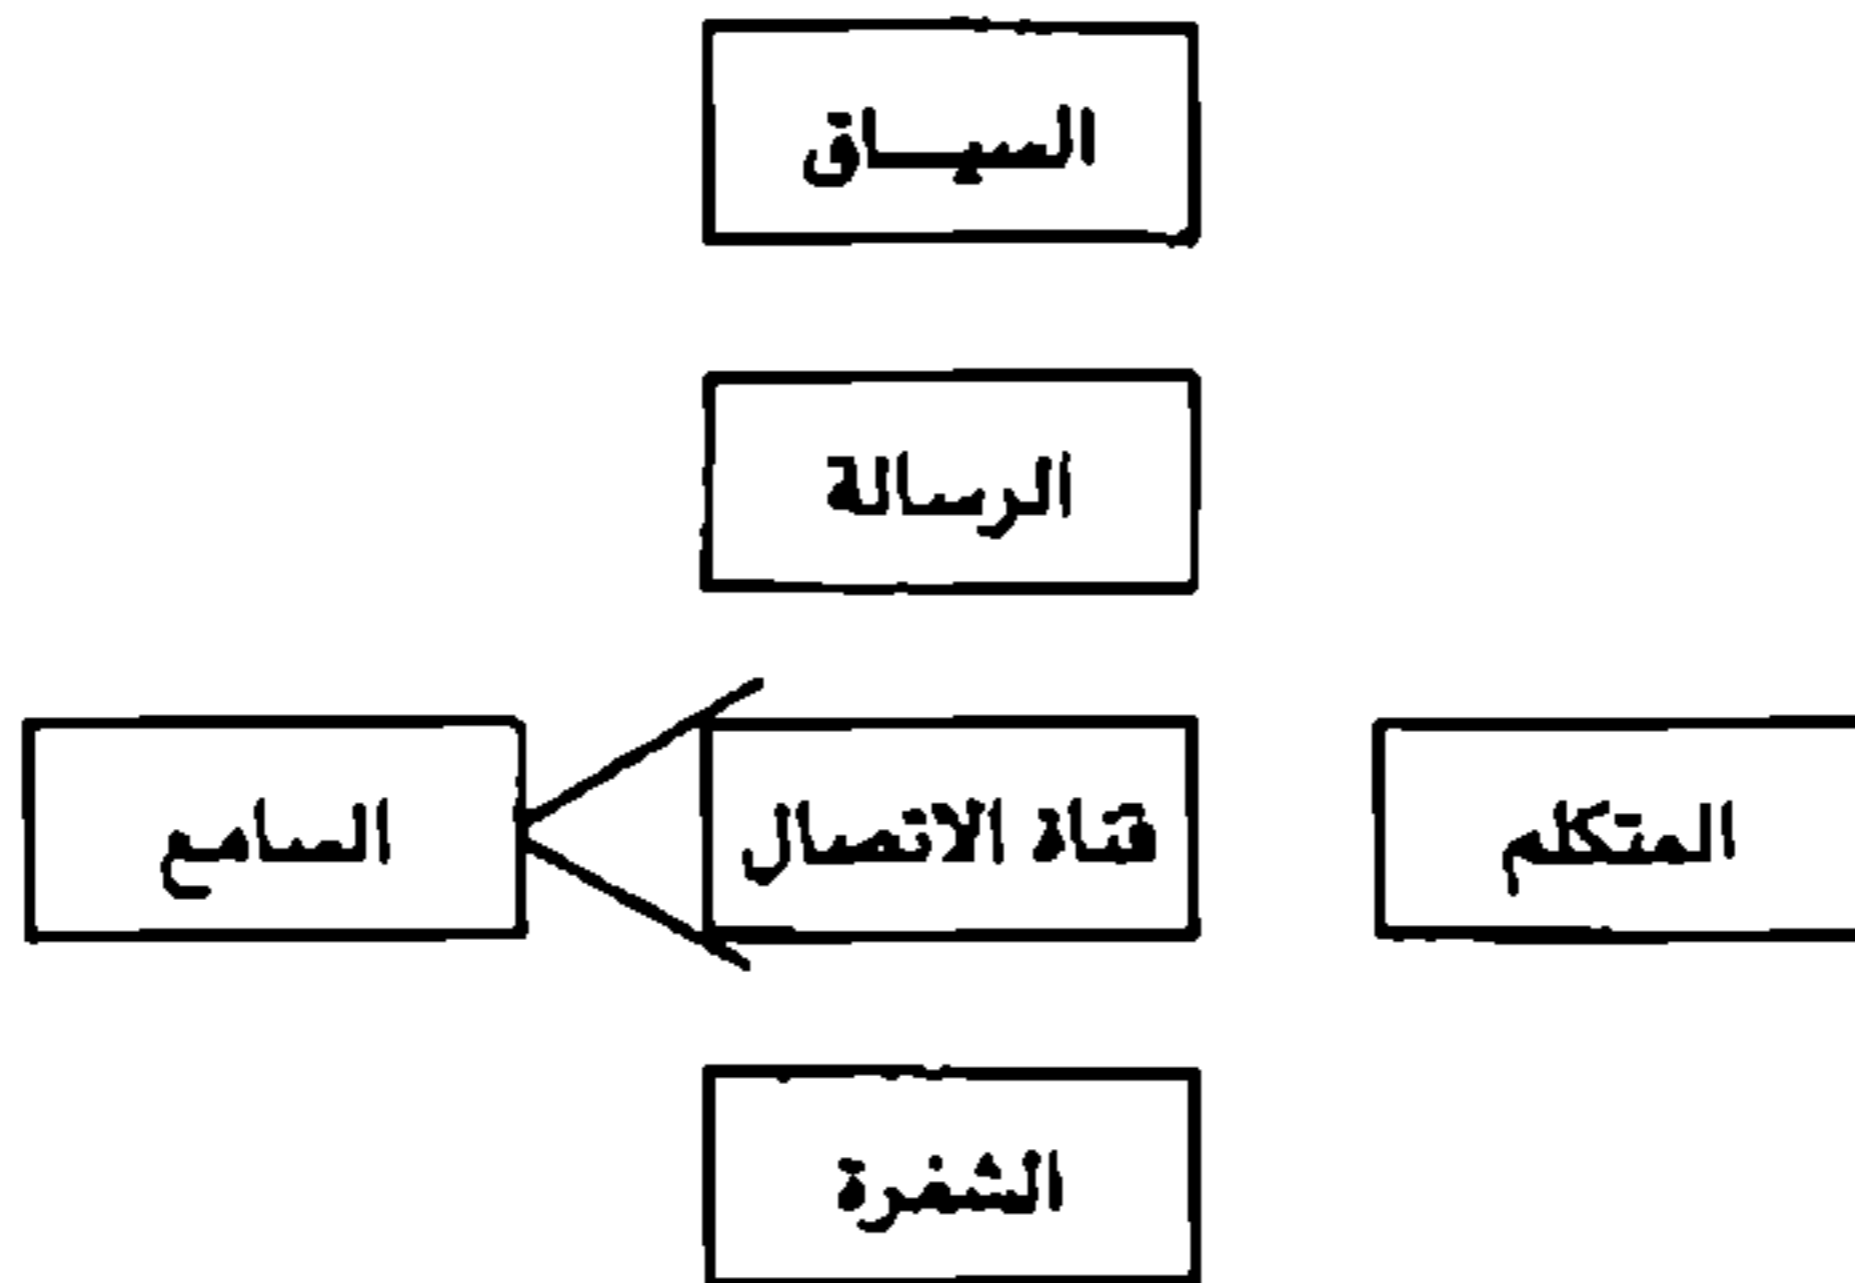 السياق
الرسالة
المتكلم
قناة الاتصال
السامع
الشفرة